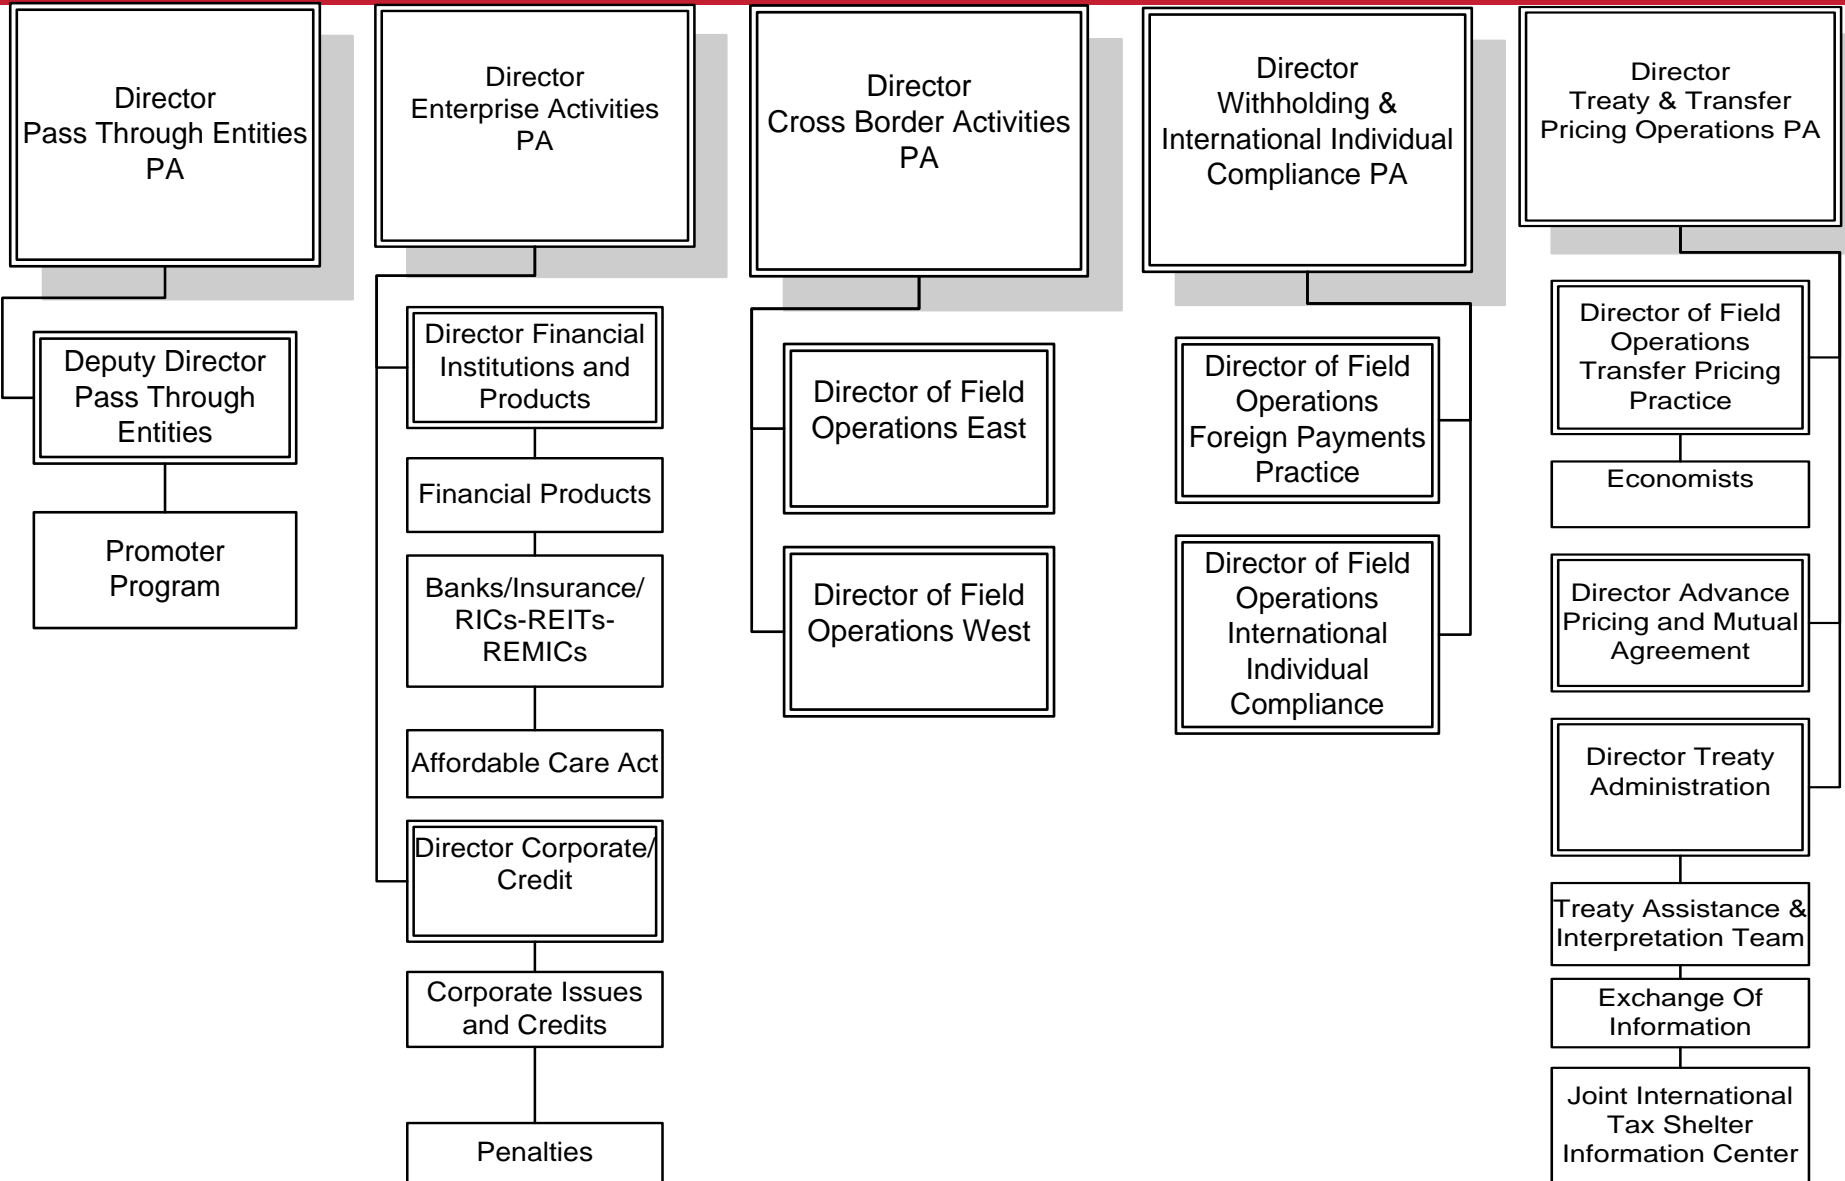 Director
Pass Through Entities
PA
Deputy Director
Pass Through
Entities
Promoter
Program
Director
Enterprise Activities
PA
Director Financial
Institutions and
Products
Financial Products
Banks/Insurance/
RICs-REITs-
REMICs
Affordable Care Act
Director Corporate/
Credit
Corporate Issues
and Credits
Penalties
Director
Cross Border Activities
PA
Director of Field
Operations East
Director of Field
Operations West
Director
Withholding &
International Individual
Compliance PA
Director of Field
Operations
Foreign Payments
Practice
Director of Field
Operations
International
Individual
Compliance
Director
Treaty & Transfer
Pricing Operations PA
Director of Field
Operations
Transfer Pricing
Practice
Economists
Director Advance
Pricing and Mutual
Agreement
Director Treaty
Administration
Treaty Assistance &
Interpretation Team
Exchange Of
Information
Joint International
Tax Shelter
Information Center